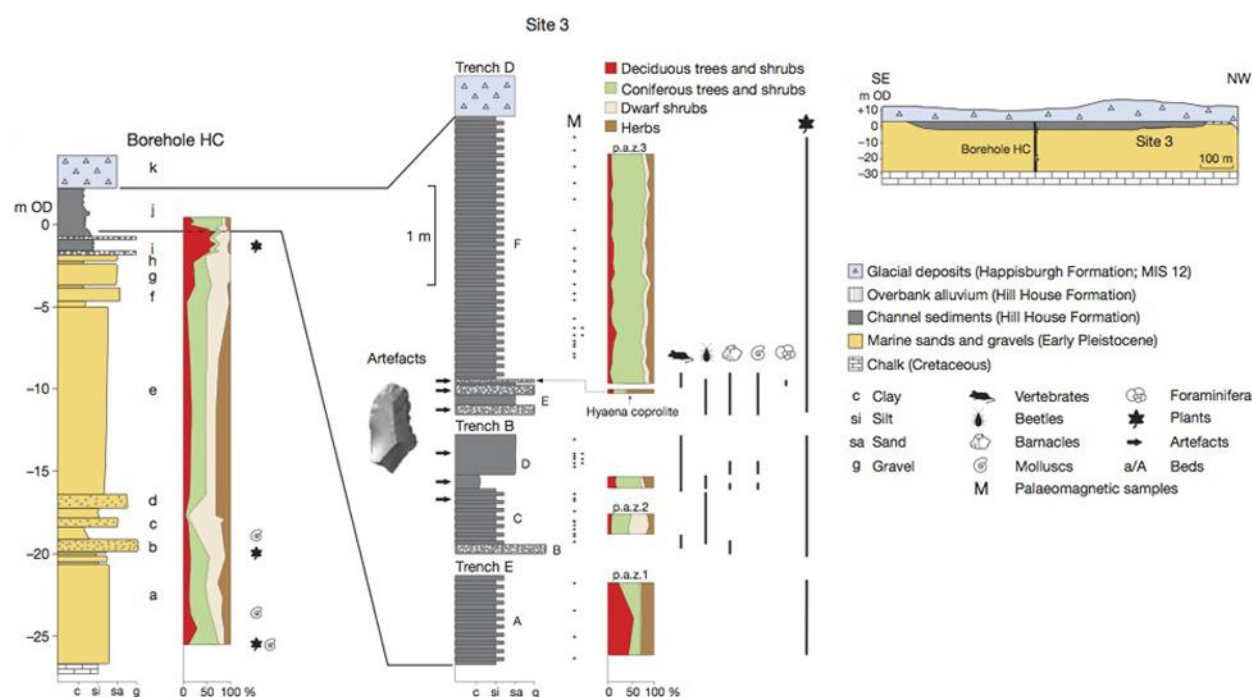 Site 3
Borehole HC
k
m OD
j
0
i
h
g
f
−5
e
−10
−15
d
c
−20
b
a
−25
c si sa g
0 50 100 %
Trench D
1 m
F
Artefacts
E
Trench B
D
C
B
Trench E
A
c si sa g
M
Deciduous trees and shrubs
Coniferous trees and shrubs
Dwarf shrubs
Herbs
p.a.z.3
Hyaena coprolite
p.a.z.2
p.a.z.1
0 50 100 %
SE NW
m OD
+10
0
−10
−20
−30
Borehole HC
Site 3
100 m
Glacial deposits (Happisburgh Formation; MIS 12)
Overbank alluvium (Hill House Formation)
Channel sediments (Hill House Formation)
Marine sands and gravels (Early Pleistocene)
Chalk (Cretaceous)
c Clay
si Silt
sa Sand
g Gravel
Vertebrates
Beetles
Barnacles
Molluscs
M Palaeomagnetic samples
Foraminifera
Plants
Artefacts
a/A Beds